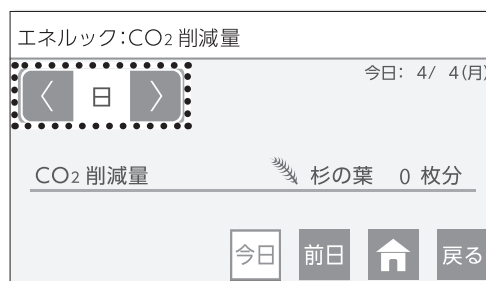 エネルック:CO2 削減量
今日: 4/ 4(月)
〈 日 〉
CO2 削減量 杉の葉 0 枚分
今日 前日 戻る